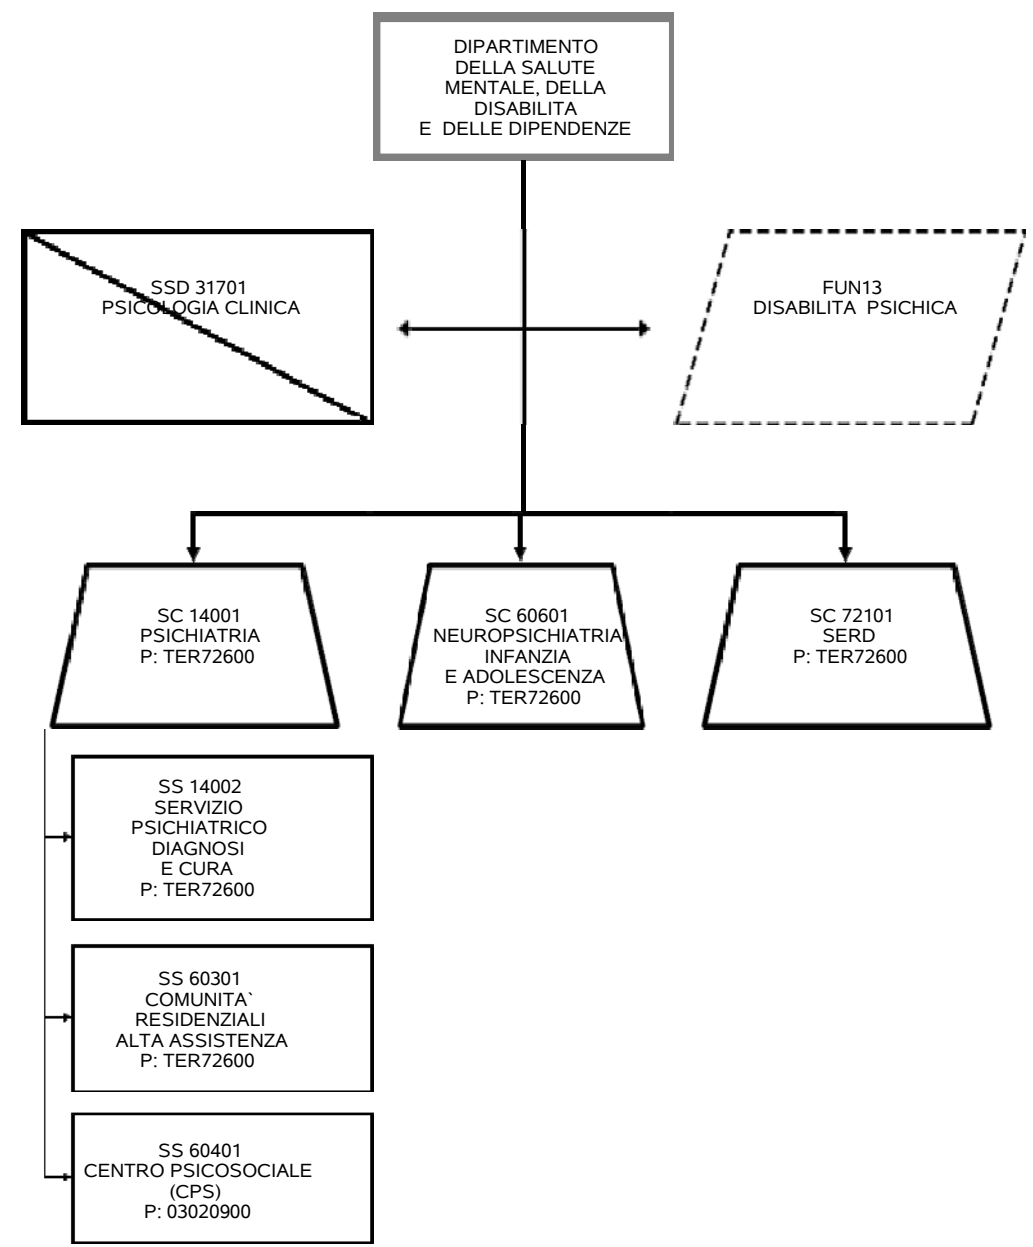 DIPARTIMENTO
DELLA SALUTE
MENTALE, DELLA
DISABILITA
E DELLE DIPENDENZE
SSD 31701
PSICOLOGIA CLINICA
FUN13
DISABILITA PSICHICA
SC 14001
PSICHIATRIA
P: TER72600
SC 60601
NEUROPSICHIATRIA
INFANZIA
E ADOLESCENZA
P: TER72600
SC 72101
SERD
P: TER72600
SS 14002
SERVIZIO
PSICHIATRICO
DIAGNOSI
E CURA
P: TER72600
SS 60301
COMUNITA`
RESIDENZIALI
ALTA ASSISTENZA
P: TER72600
SS 60401
CENTRO PSICOSOCIALE
(CPS)
P: 03020900